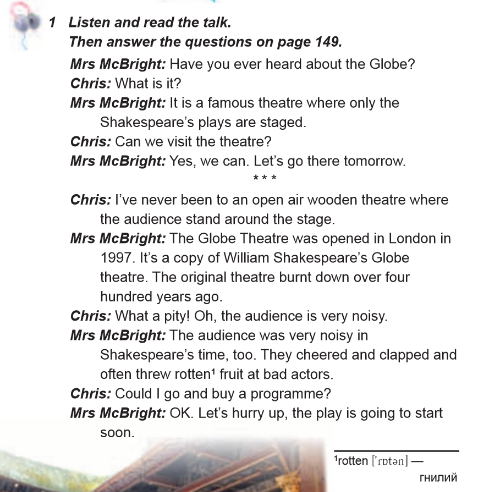 1 Listen and read the talk.
Then answer the questions on page 149.
Mrs McBright: Have you ever heard about the Globe?
Chris: What is it?
Mrs McBright: It is a famous theatre where only the
Shakespeare's plays are staged.
Chris: Can we visit the theatre?
Mrs McBright: Yes, we can. Let's go there tomorrow.
* * *
Chris: I've never been to an open air wooden theatre where
the audience stand around the stage.
Mrs McBright: The Globe Theatre was opened in London in
1997. It's a copy of William Shakespeare's Globe
theatre. The original theatre burnt down over four
hundred years ago.
Chris: What a pity! Oh, the audience is very noisy.
Mrs McBright: The audience was very noisy in
Shakespeare's time, too. They cheered and clapped and
often threw rotten¹ fruit at bad actors.
Chris: Could I go and buy a programme?
Mrs McBright: OK. Let's hurry up, the play is going to start
soon.
¹rotten [ˈrɒtən] —
гнилий